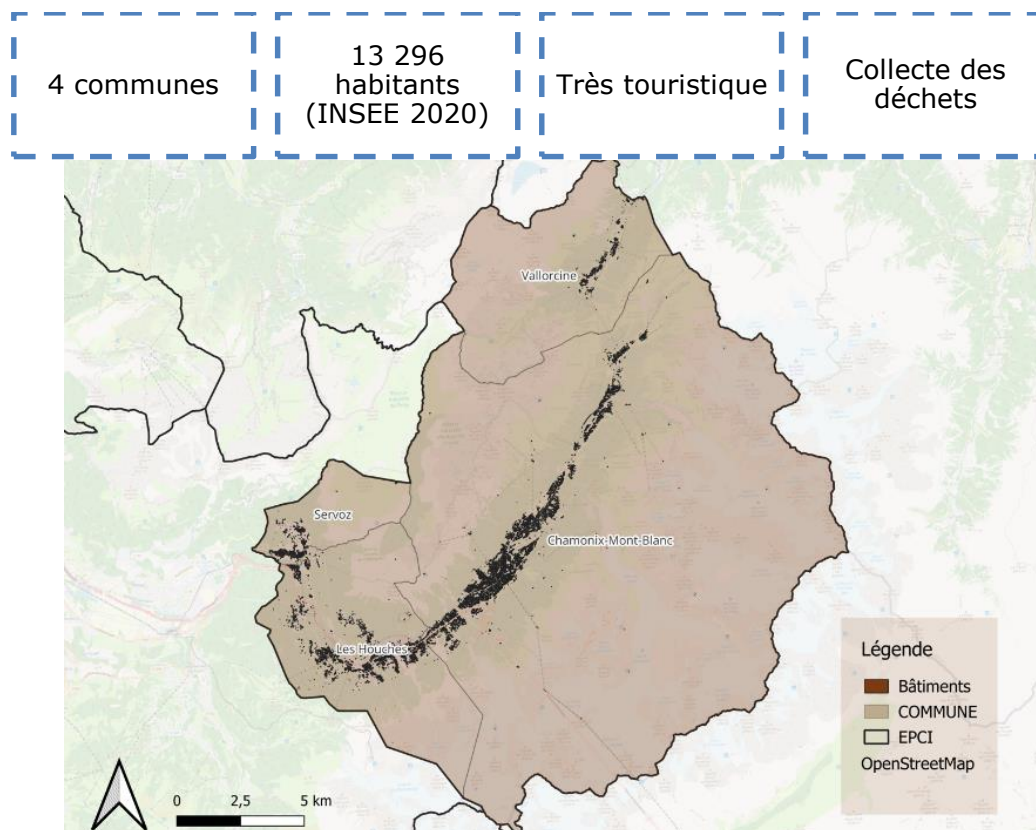 4 communes
13 296
habitants
(INSEE 2020)
Très touristique
Collecte des
déchets
Vallorcine
Servoz
Chamonix-Mont-Blanc
Les Houches
Légende
Bâtiments
COMMUNE
EPCI
OpenStreetMap
0 2,5 5 km